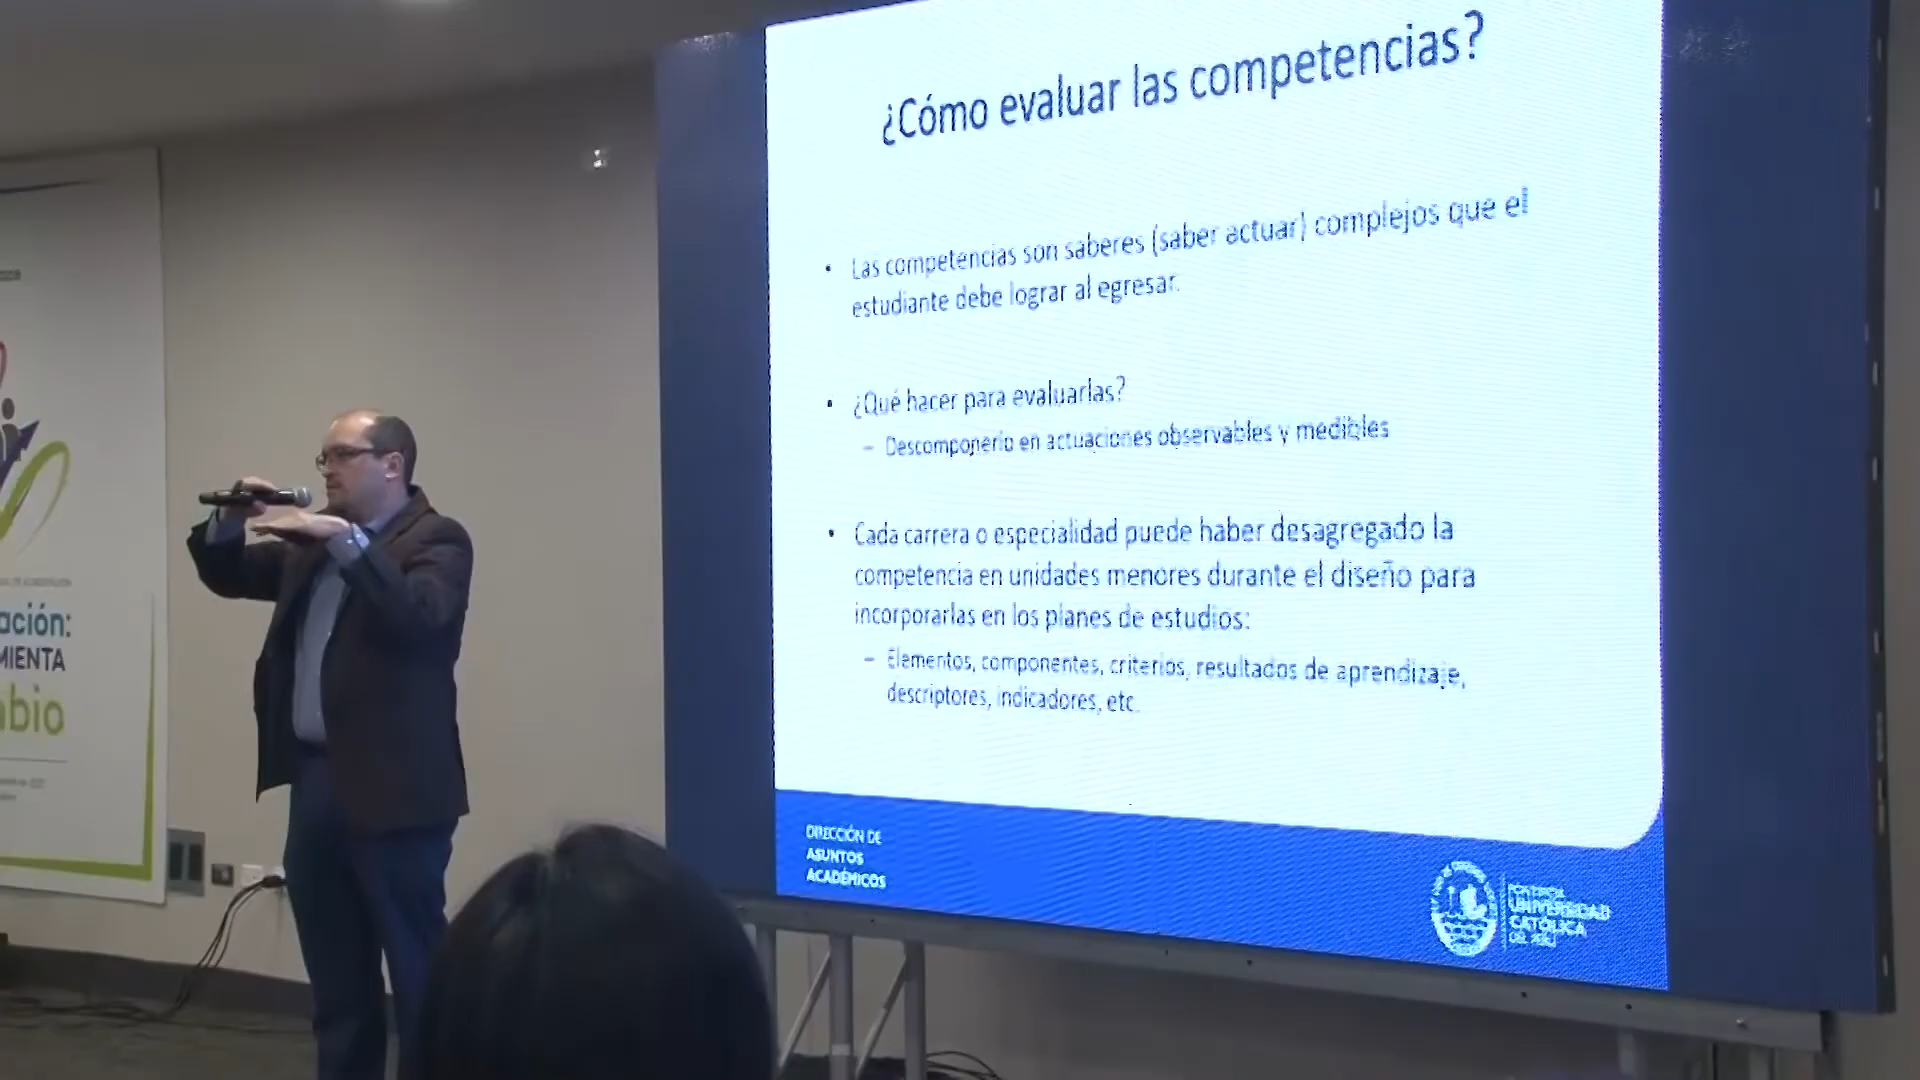 ¿Cómo evaluar las competencias?
• Las competencias son saberes (saber actuar) complejos que el
estudiante debe lograr al egresar.
• ¿Qué hacer para evaluarlas?
– Descomponerlo en actuaciones observables y medibles
• Cada carrera o especialidad puede haber desagregado la
competencia en unidades menores durante el diseño para
incorporarlas en los planes de estudios:
– Elementos, componentes, criterios, resultados de aprendizaje,
descriptores, indicadores, etc.
DIRECCIÓN DE
ASUNTOS
ACADÉMICOS
PONTIFICIA
UNIVERSIDAD
CATÓLICA
DEL PERÚ
ación:
MIENTA
bio